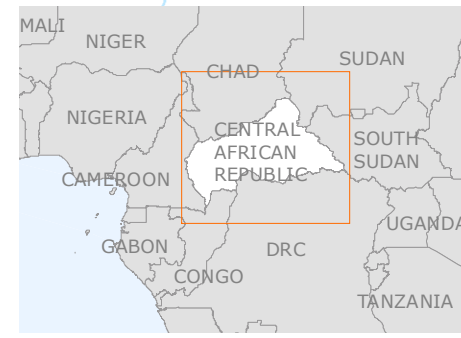 MALI
NIGER
SUDAN
CHAD
NIGERIA
CENTRAL
AFRICAN
REPUBLIC
SOUTH
SUDAN
CAMEROON
UGANDA
GABON
DRC
CONGO
TANZANIA